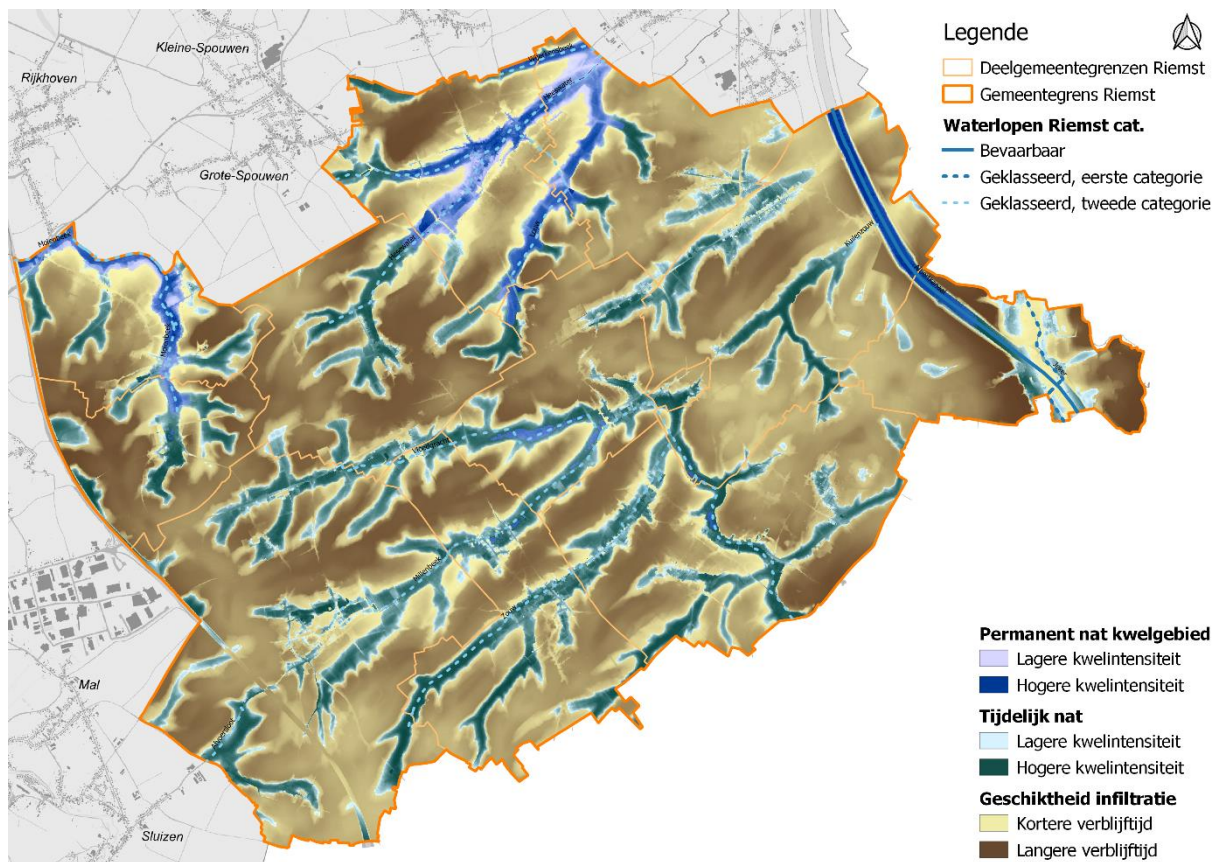 Legende
Deelgemeentegrenzen Riemst
Gemeentegrens Riemst
Waterlopen Riemst cat.
Bevaarbaar
Geklasseerd, eerste categorie
Geklasseerd, tweede categorie
Kleine-Spouwen
Rijkhoven
Grote-Spouwen
Molenbeek
Mal
Sluizen
Permanent nat kwelgebied
Lagere kwelintensiteit
Hogere kwelintensiteit
Tijdelijk nat
Lagere kwelintensiteit
Hogere kwelintensiteit
Geschiktheid infiltratie
Kortere verblijftijd
Langere verblijftijd